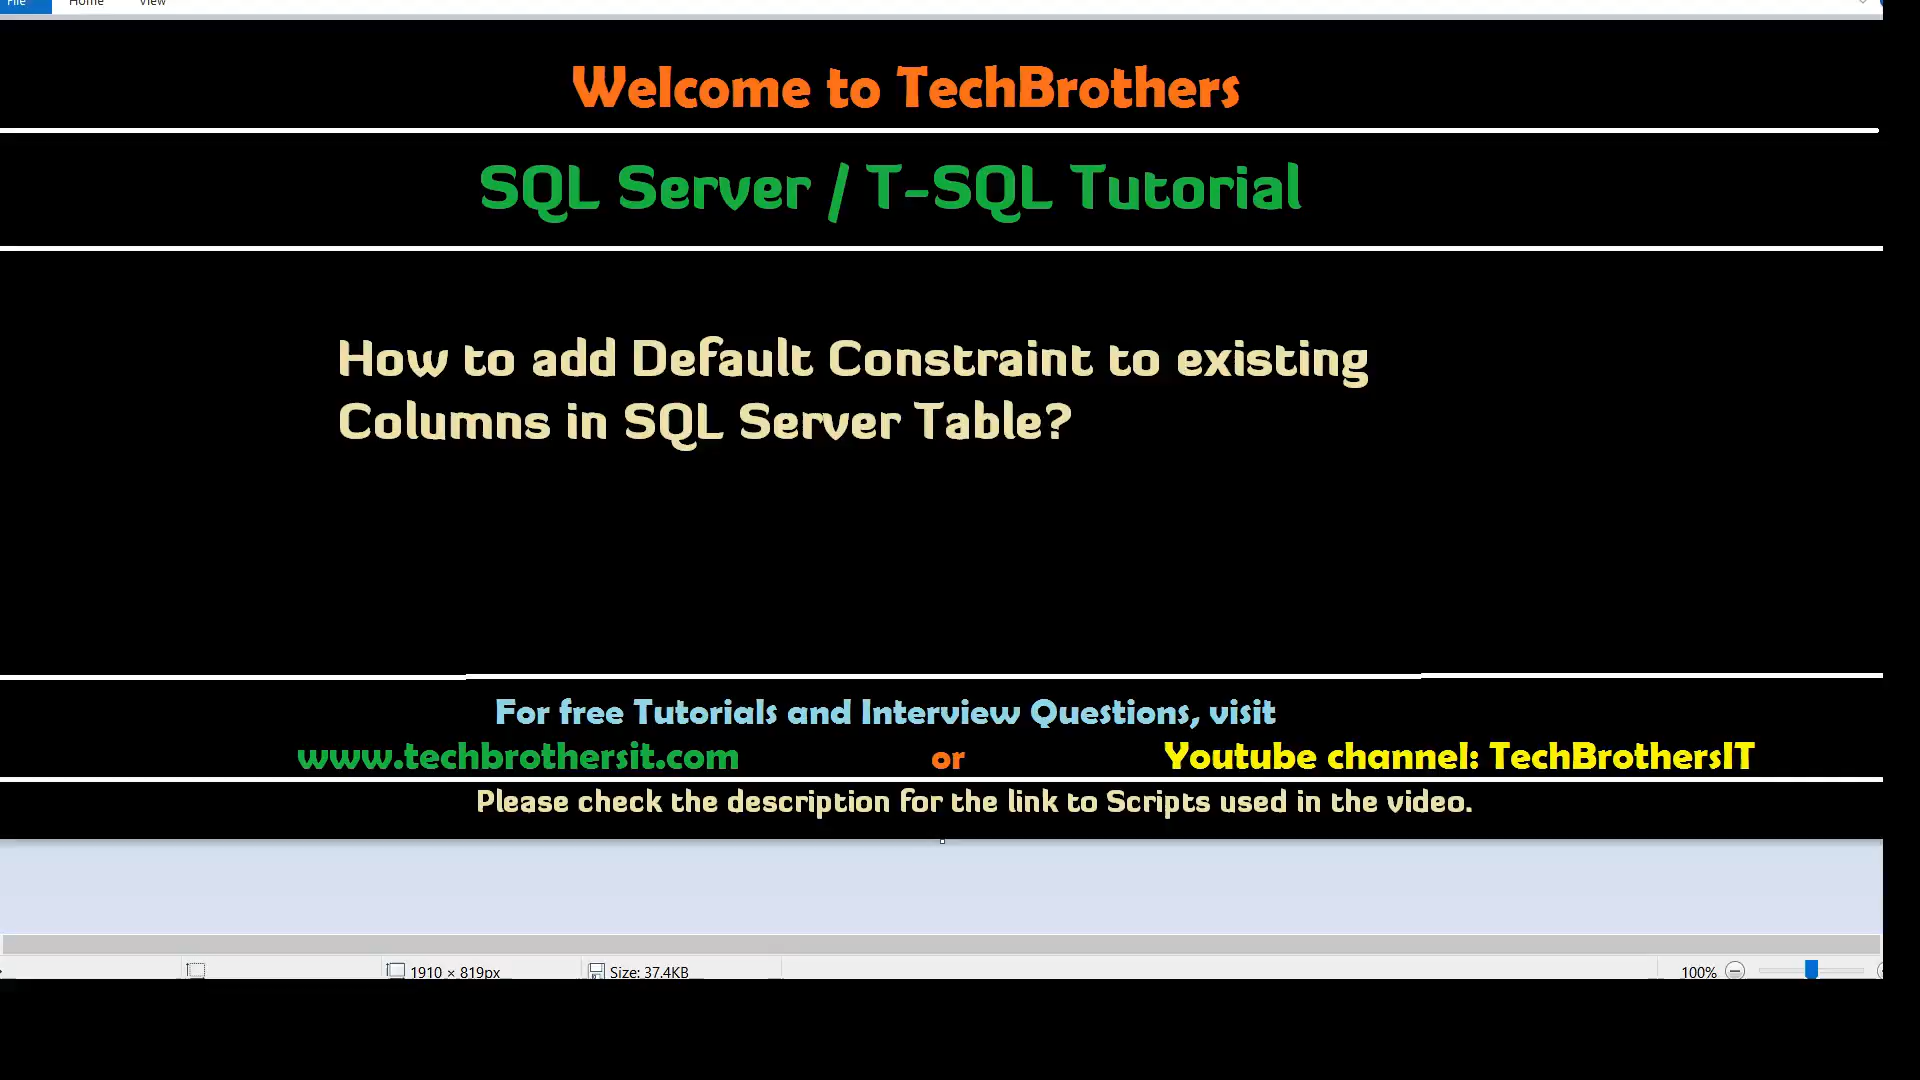 File Home View
Welcome to TechBrothers
SQL Server / T-SQL Tutorial
How to add Default Constraint to existing
Columns in SQL Server Table?
For free Tutorials and Interview Questions, visit
www.techbrothersit.com or Youtube channel: TechBrothersIT
Please check the description for the link to Scripts used in the video.
1910 × 819px Size: 37.4KB 100%